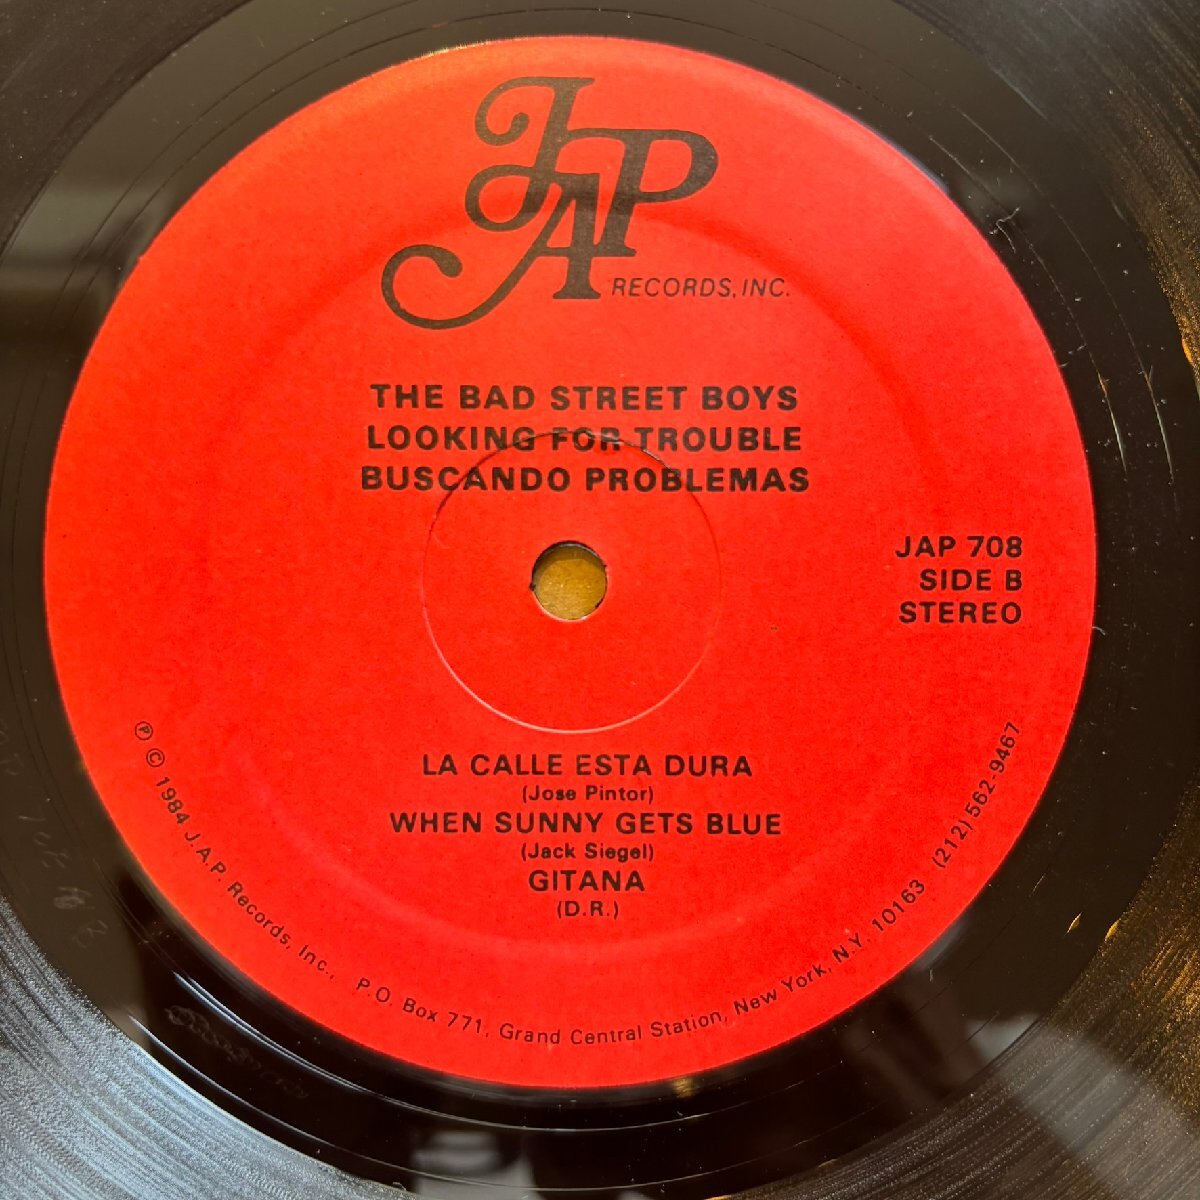 JAP
RECORDS, INC.
THE BAD STREET BOYS
LOOKING FOR TROUBLE
BUSCANDO PROBLEMAS
JAP 708
SIDE B
STEREO
LA CALLE ESTA DURA
(Jose Pintor)
WHEN SUNNY GETS BLUE
(Jack Siegel)
GITANA
(D.R.)
Ⓟ © 1984 J.A.P. Records, Inc., P.O. Box 771, Grand Central Station, New York, N.Y. 10163 (212) 562-9467